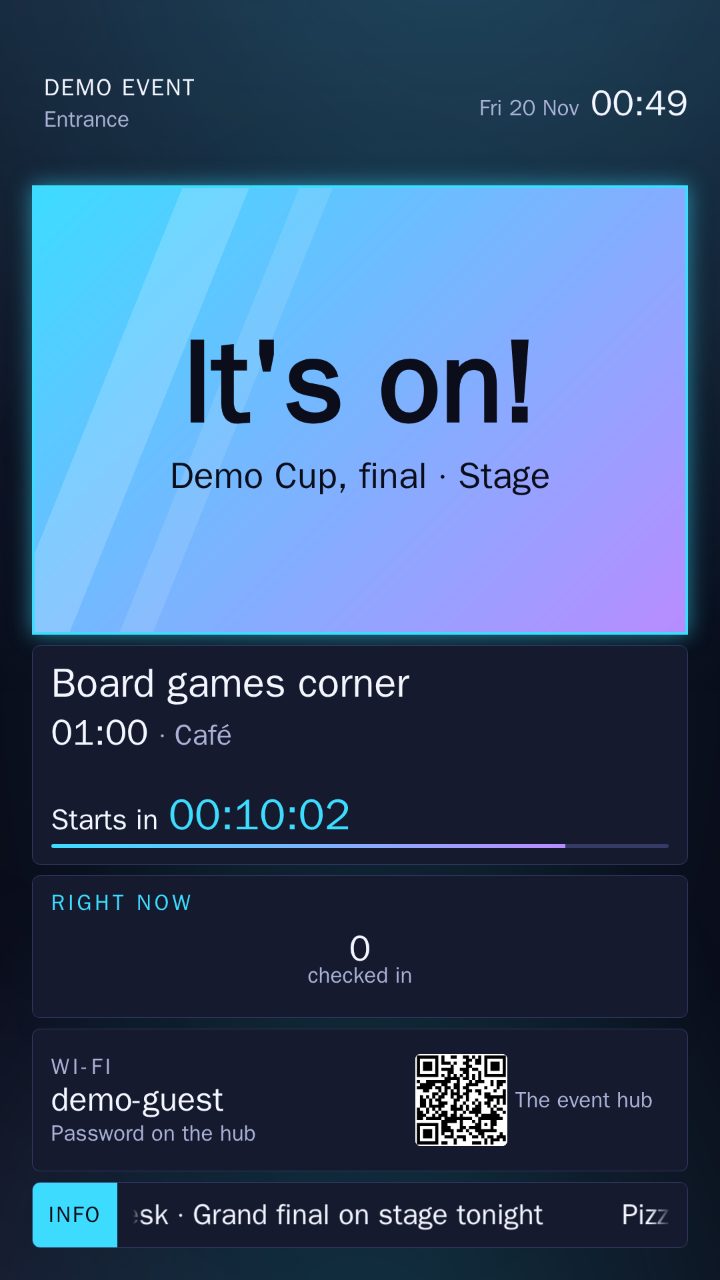 DEMO EVENT
Entrance
Fri 20 Nov 00:49
It's on!
Demo Cup, final · Stage
Board games corner
01:00 · Café
Starts in 00:10:02
RIGHT NOW
0
checked in
WI-FI
demo-guest
Password on the hub
The event hub
INFO
· Grand final on stage tonight